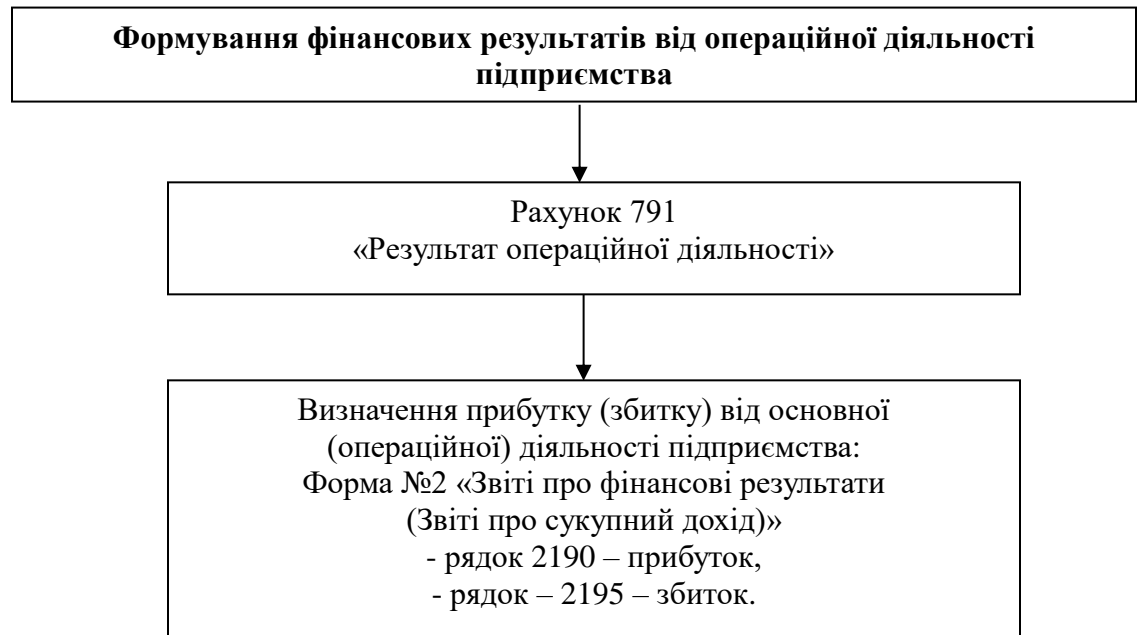 Формування фінансових результатів від операційної діяльності
підприємства
Рахунок 791
«Результат операційної діяльності»
Визначення прибутку (збитку) від основної
(операційної) діяльності підприємства:
Форма №2 «Звіті про фінансові результати
(Звіті про сукупний дохід)»
- рядок 2190 – прибуток,
- рядок – 2195 – збиток.